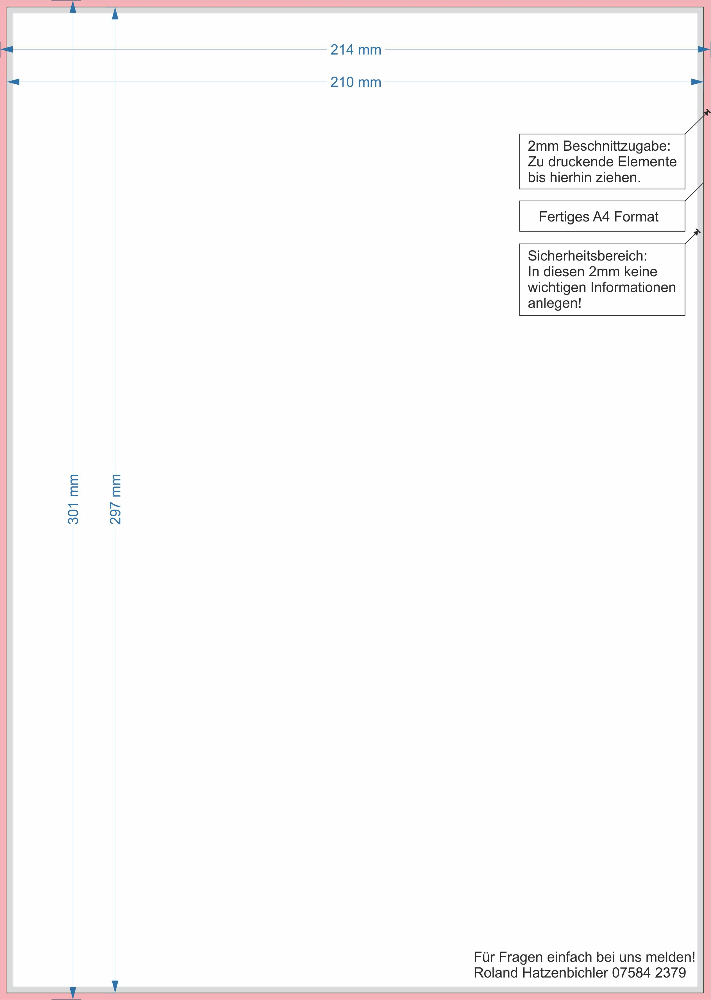 214 mm
210 mm
2mm Beschnittzugabe:
Zu druckende Elemente
bis hierhin ziehen.
Fertiges A4 Format
Sicherheitsbereich:
In diesen 2mm keine
wichtigen Informationen
anlegen!
301 mm
297 mm
Für Fragen einfach bei uns melden!
Roland Hatzenbichler 07584 2379